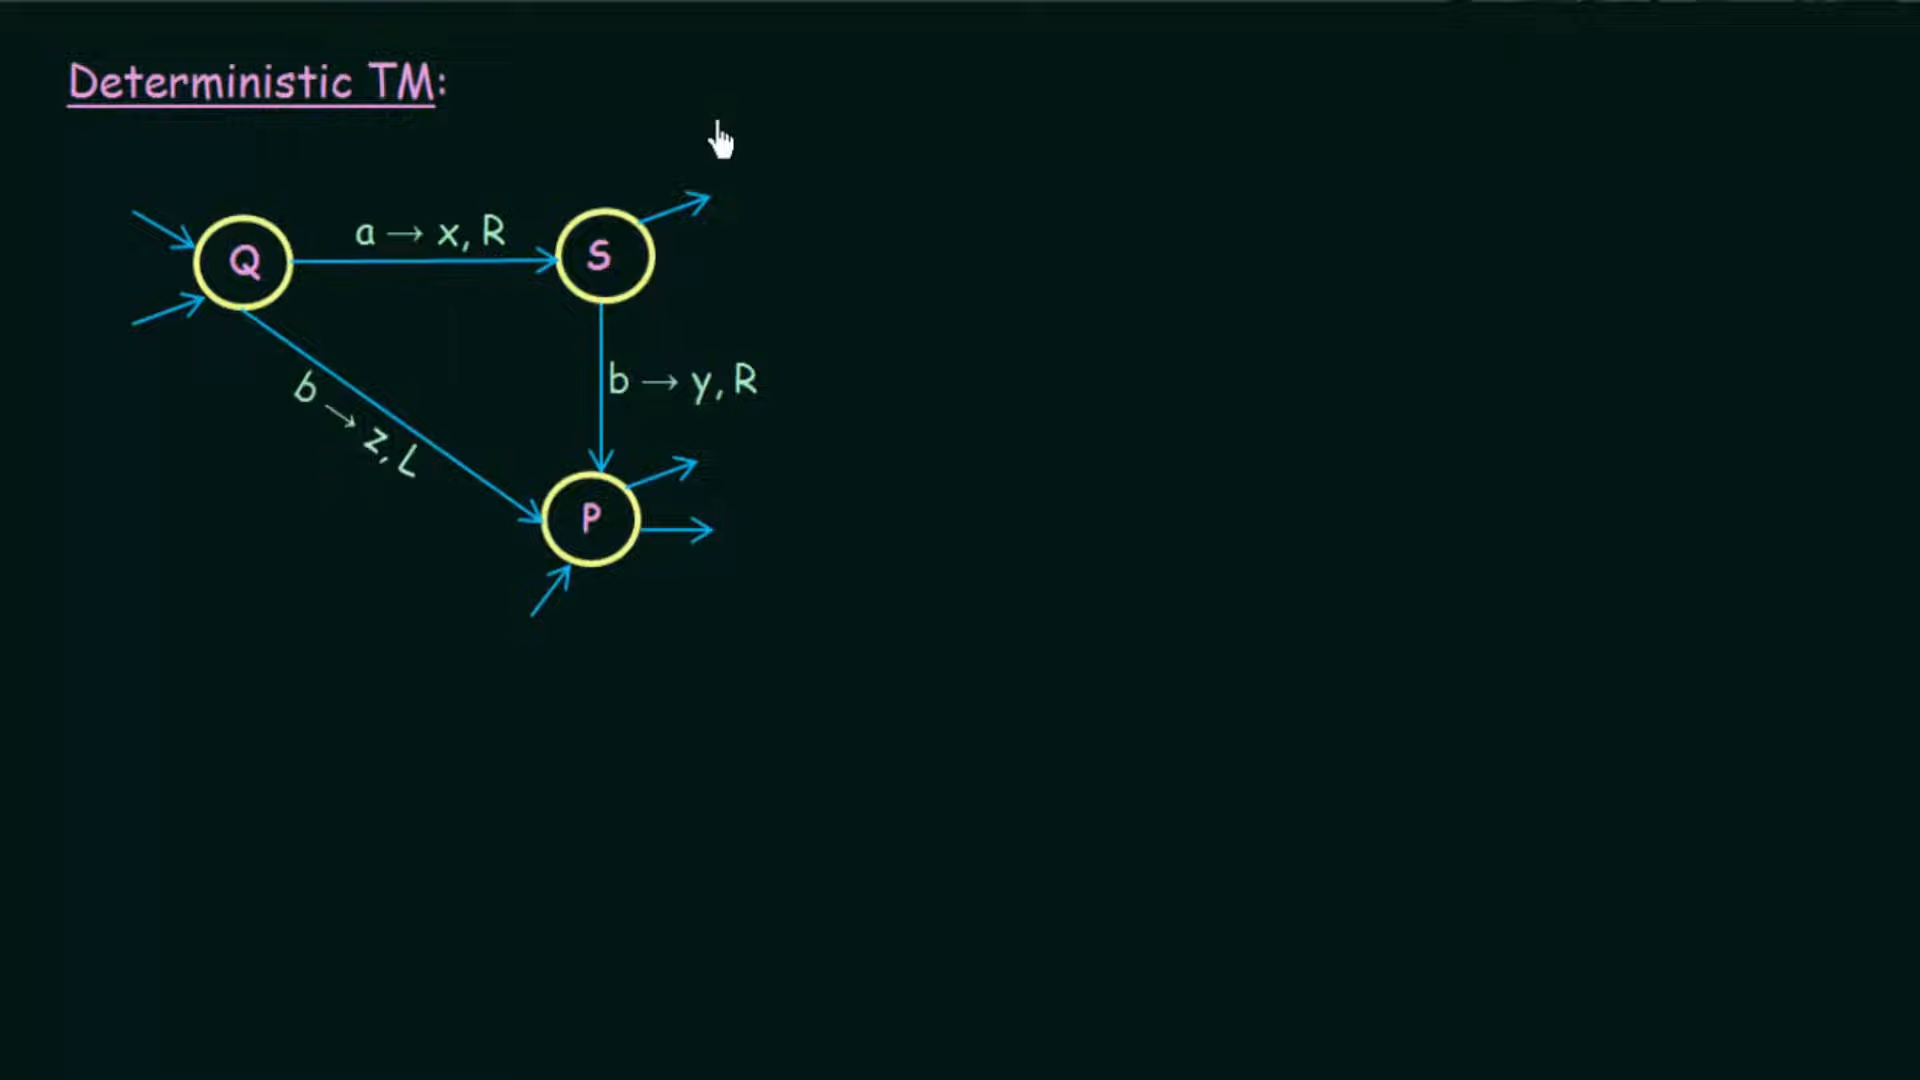 Deterministic TM:
a → x, R
Q
S
b → y, R
b → z, L
P